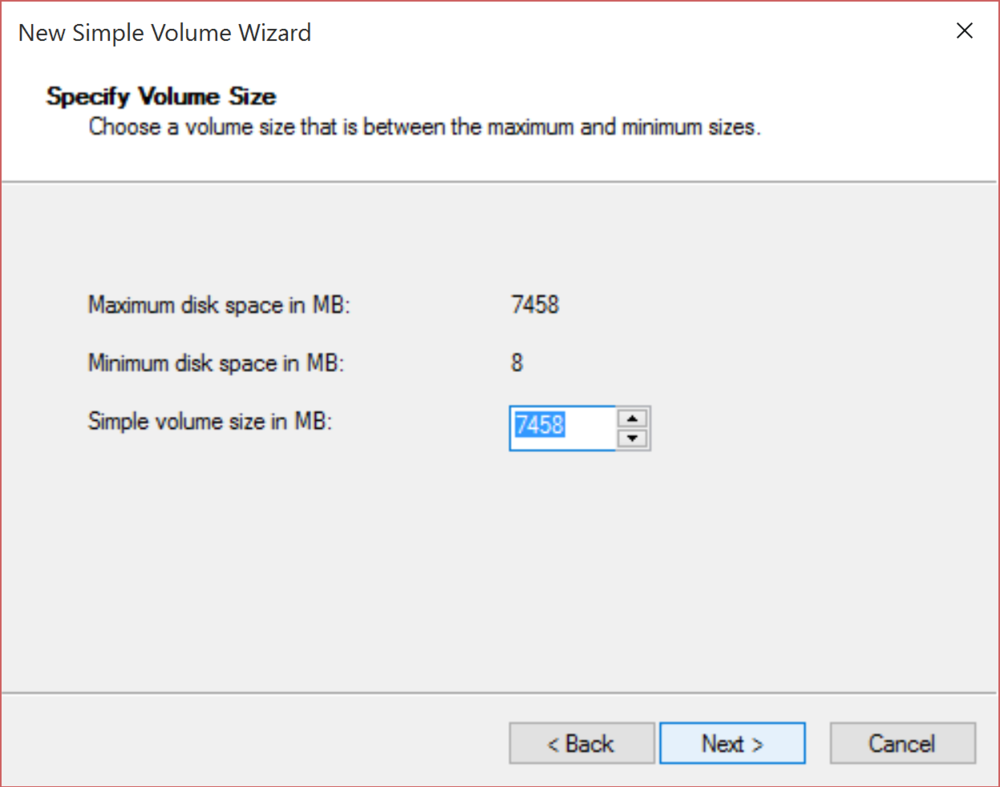 New Simple Volume Wizard
Specify Volume Size
Choose a volume size that is between the maximum and minimum sizes.
Maximum disk space in MB: 7458
Minimum disk space in MB: 8
Simple volume size in MB: 7458
< Back Next > Cancel